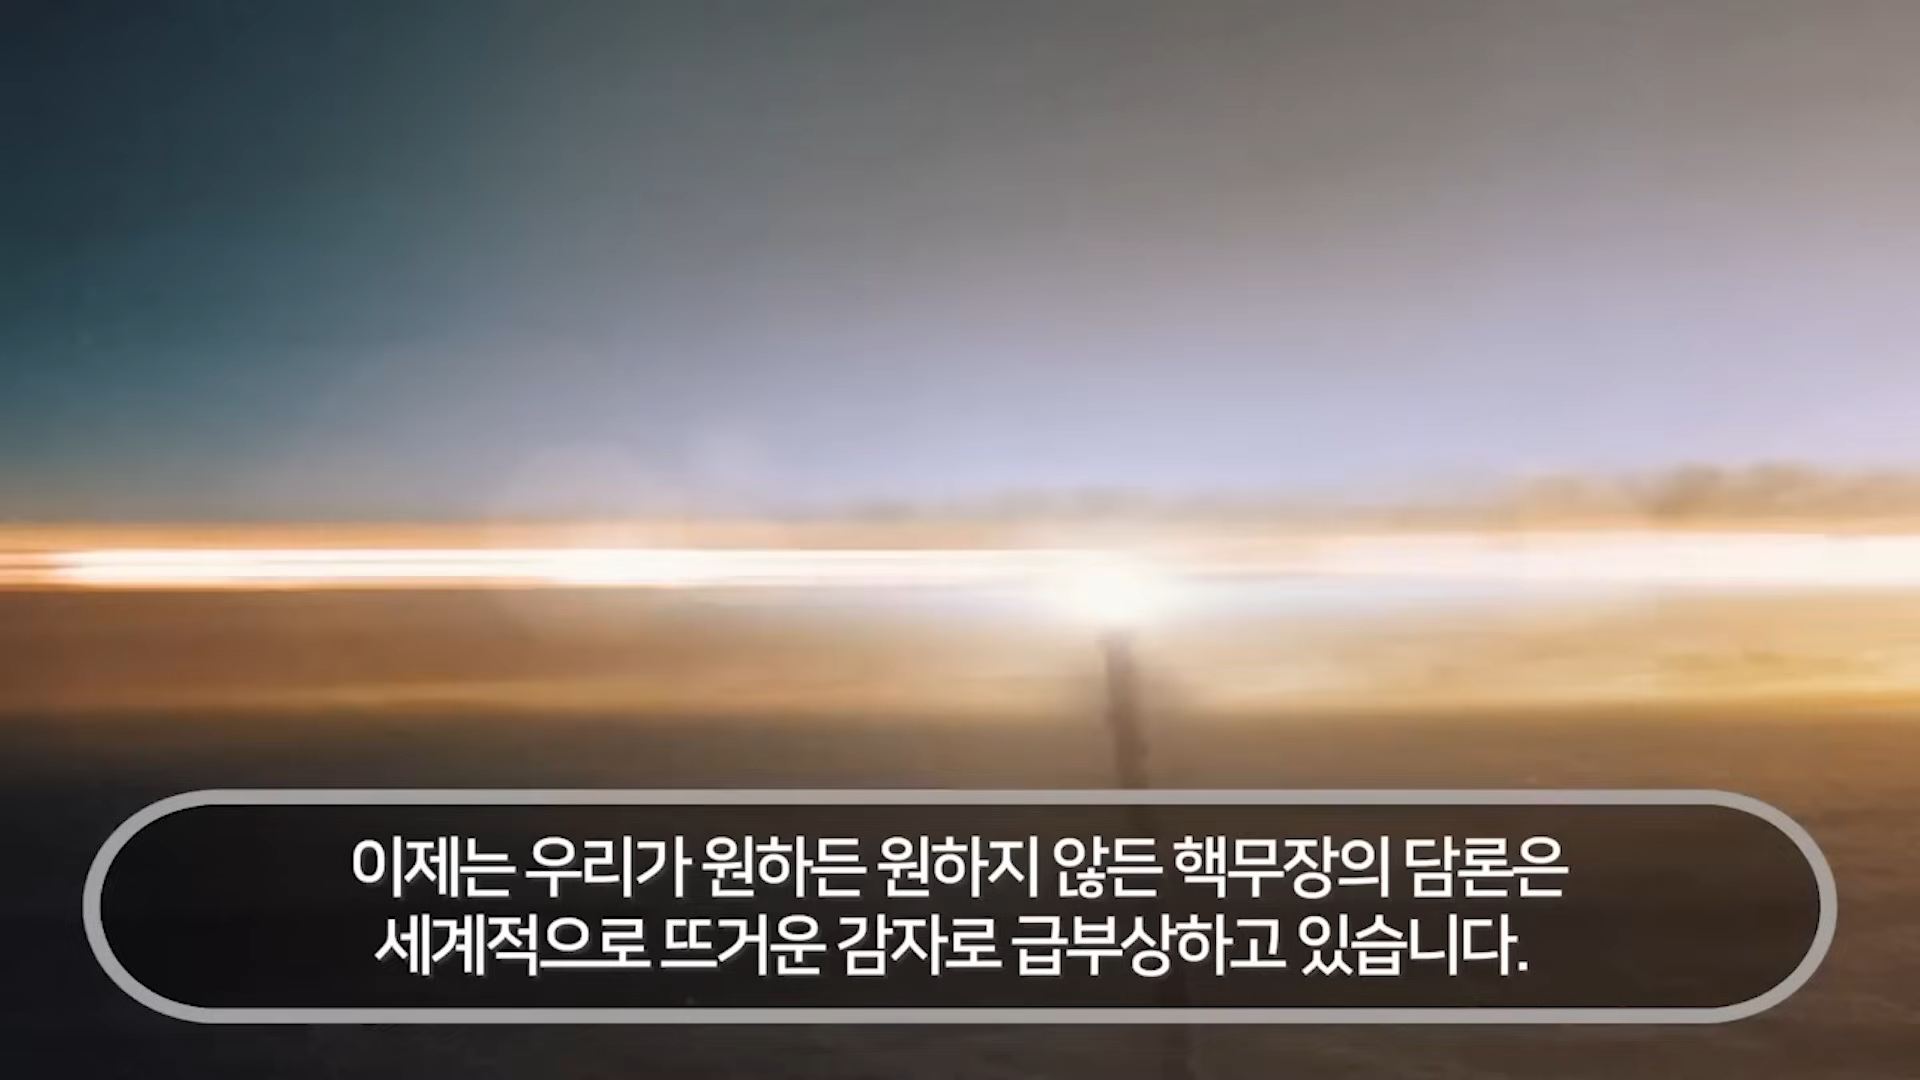 이제는 우리가 원하든 원하지 않든 핵무장의 담론은
세계적으로 뜨거운 감자로 급부상하고 있습니다.